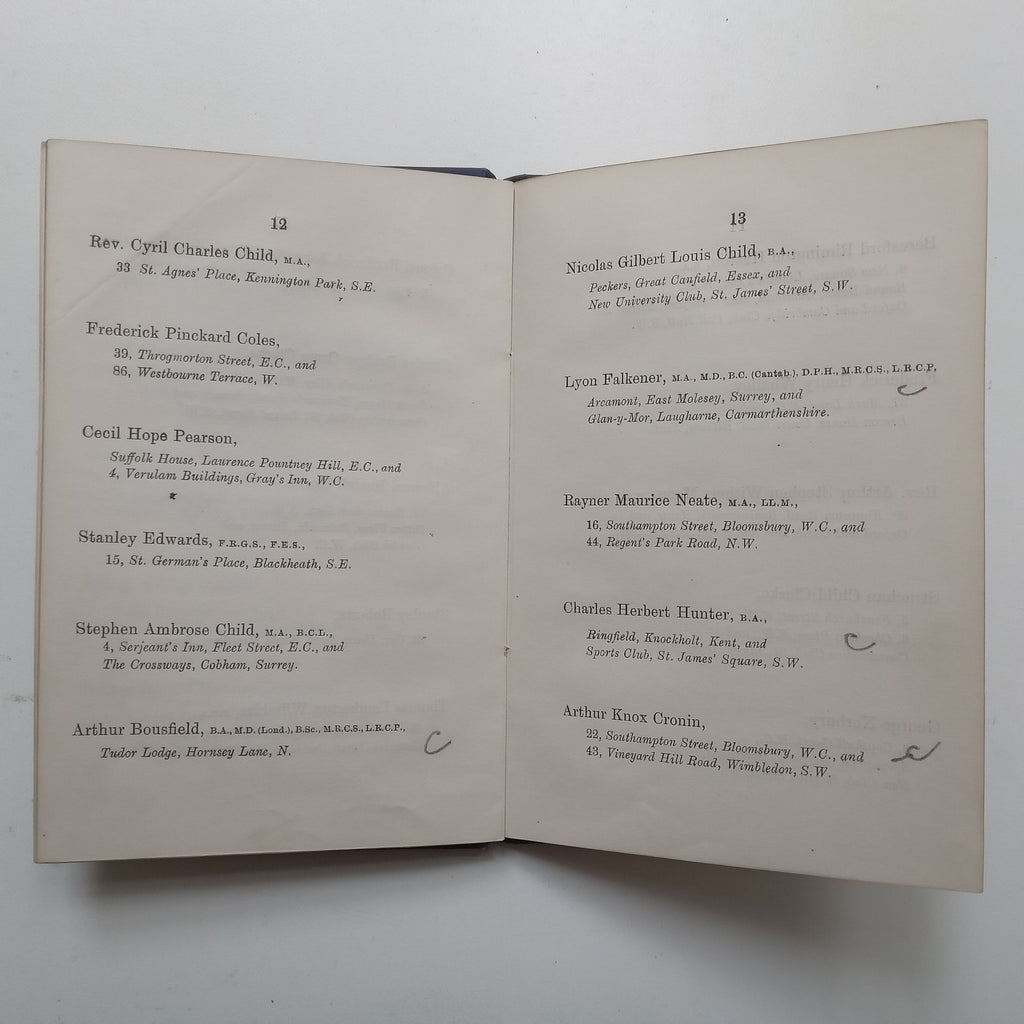 12
Rev. Cyril Charles Child, M.A.,
33 St. Agnes' Place, Kennington Park, S.E.
Frederick Pinckard Coles,
39, Throgmorton Street, E.C., and
86, Westbourne Terrace, W.
Cecil Hope Pearson,
Suffolk House, Laurence Pountney Hill, E.C., and
4, Verulam Buildings, Gray's Inn, W.C.
Stanley Edwards, F.R.G.S., F.E.S.,
15, St. German's Place, Blackheath, S.E.
Stephen Ambrose Child, M.A., B.C.L.,
4, Serjeant's Inn, Fleet Street, E.C., and
The Crossways, Cobham, Surrey.
Arthur Bousfield, B.A., M.D. (Lond.), B.Sc., M.R.C.S., L.R.C.P.,
Tudor Lodge, Hornsey Lane, N.
13
Nicolas Gilbert Louis Child, B.A.,
Peckers, Great Canfield, Essex, and
New University Club, St. James' Street, S.W.
Lyon Falkener, M.A., M.D., B.C. (Cantab.), D.P.H., M.R.C.S., L.R.C.P,
Arcamont, East Molesey, Surrey, and
Glan-y-Mor, Laugharne, Carmarthenshire.
Rayner Maurice Neate, M.A., LL.M.,
16, Southampton Street, Bloomsbury, W.C., and
44, Regent's Park Road, N.W.
Charles Herbert Hunter, B.A.,
Ringfield, Knockholt, Kent, and
Sports Club, St. James' Square, S.W.
Arthur Knox Cronin,
22, Southampton Street, Bloomsbury, W.C., and
43, Vineyard Hill Road, Wimbledon, S.W.